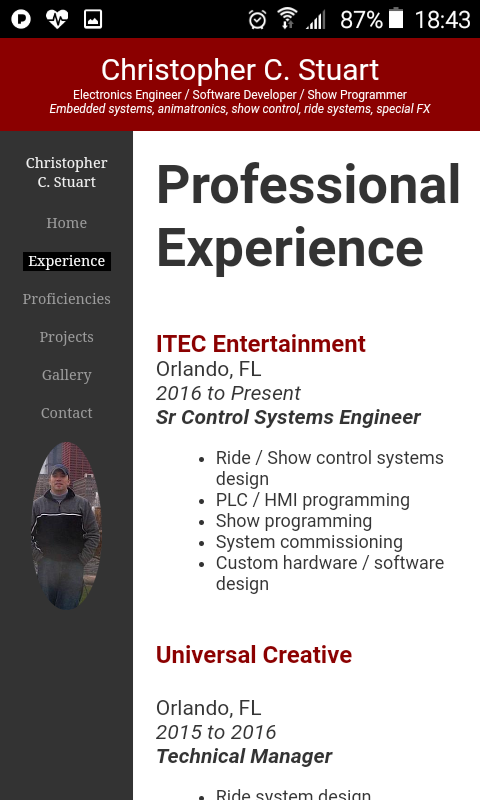 87% 18:43
Christopher C. Stuart
Electronics Engineer / Software Developer / Show Programmer
Embedded systems, animatronics, show control, ride systems, special FX
Christopher
C. Stuart
Home
Experience
Proficiencies
Projects
Gallery
Contact
Professional
Experience
ITEC Entertainment
Orlando, FL
2016 to Present
Sr Control Systems Engineer
• Ride / Show control systems
design
• PLC / HMI programming
• Show programming
• System commissioning
• Custom hardware / software
design
Universal Creative
Orlando, FL
2015 to 2016
Technical Manager
• Ride system design